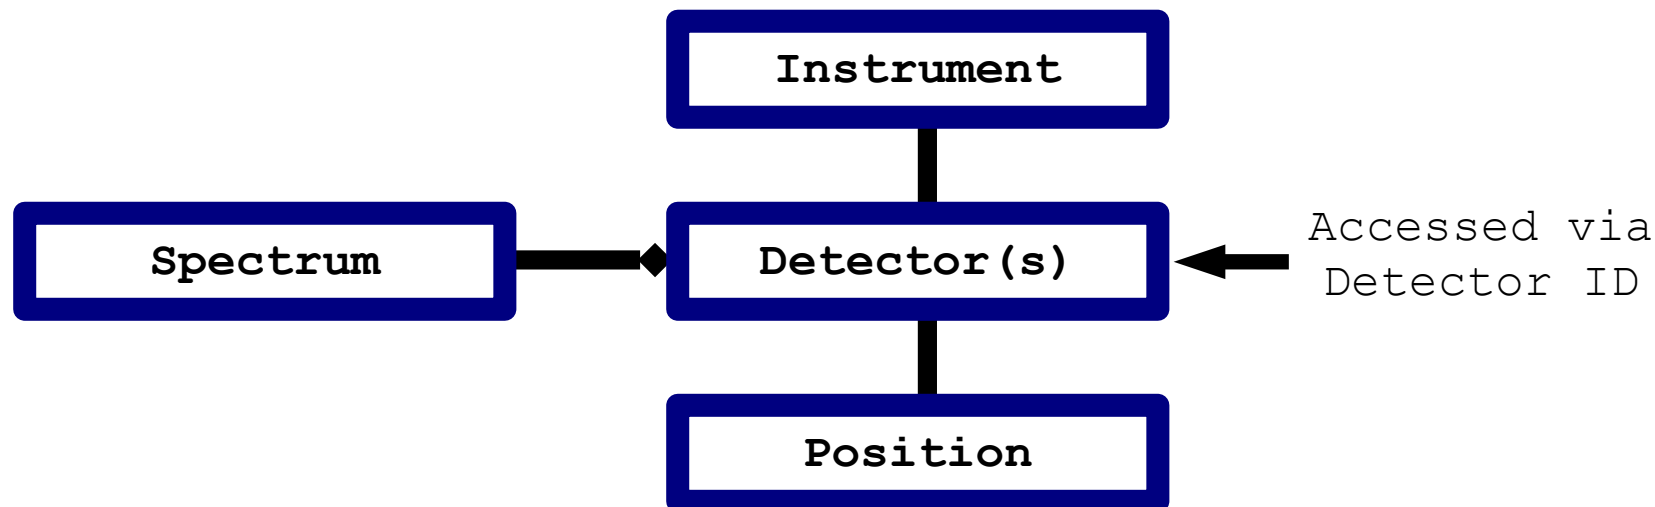 Instrument
Spectrum
Detector(s)
Accessed via
Detector ID
Position